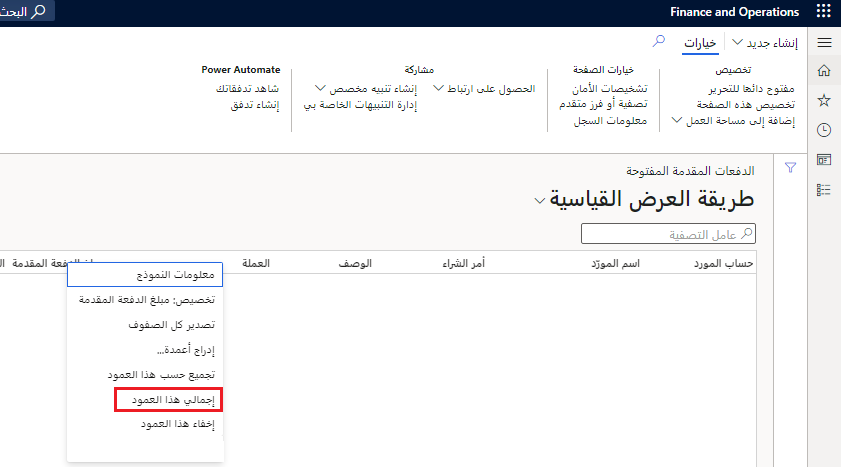 Finance and Operations
البحث
إنشاء جديد
خيارات
تخصيص
مفتوح دائمًا للتحرير
تخصيص هذه الصفحة
إضافة إلى مساحة العمل
خيارات الصفحة
تشخيصات الأمان
تصفية أو فرز متقدم
معلومات السجل
مشاركة
الحصول على ارتباط
إنشاء تنبيه مخصص
إدارة التنبيهات الخاصة بي
Power Automate
شاهد تدفقاتك
إنشاء تدفق
الدفعات المقدمة المفتوحة
طريقة العرض القياسية
عامل التصفية
حساب المورد اسم المورّد أمر الشراء الوصف العملة الدفعة المقدمة
معلومات النموذج
تخصيص: مبلغ الدفعة المقدمة
تصدير كل الصفوف
إدراج أعمدة...
تجميع حسب هذا العمود
إجمالي هذا العمود
إخفاء هذا العمود